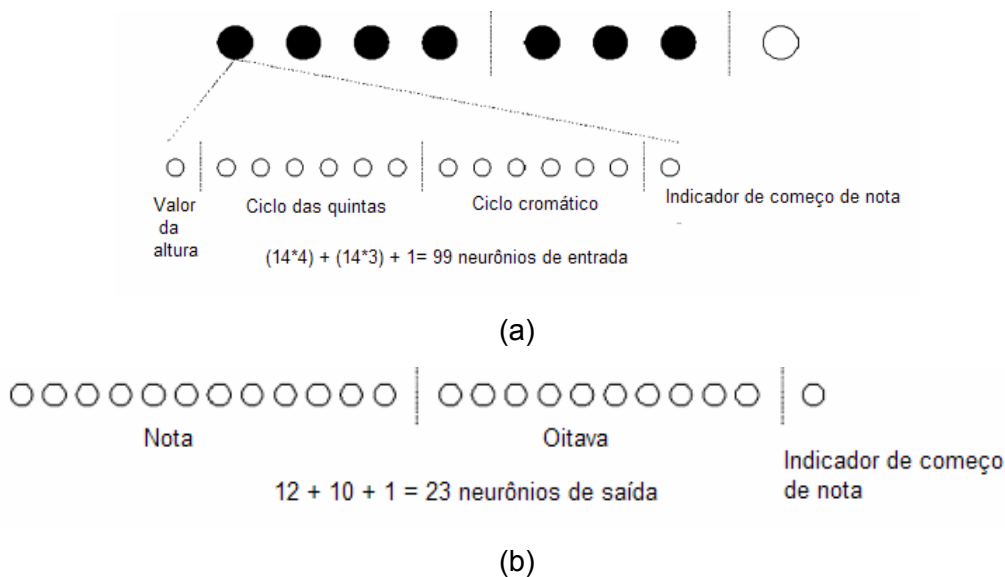 Valor
da
altura
Ciclo das quintas
Ciclo cromático
Indicador de começo de nota
(14*4) + (14*3) + 1= 99 neurônios de entrada
(a)
Nota
Oitava
Indicador de começo
de nota
12 + 10 + 1 = 23 neurônios de saída
(b)